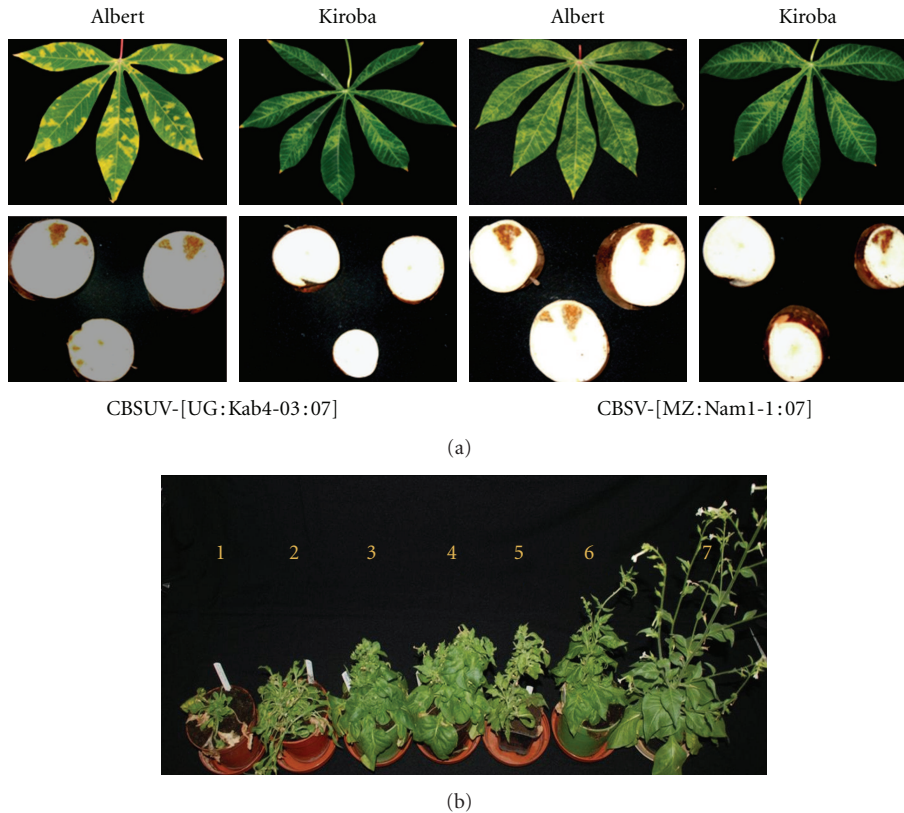 Albert Kiroba Albert Kiroba
CBSUV-[UG:Kab4-03:07] CBSV-[MZ:Nam1-1:07]
(a)
1 2 3 4 5 6 7
(b)